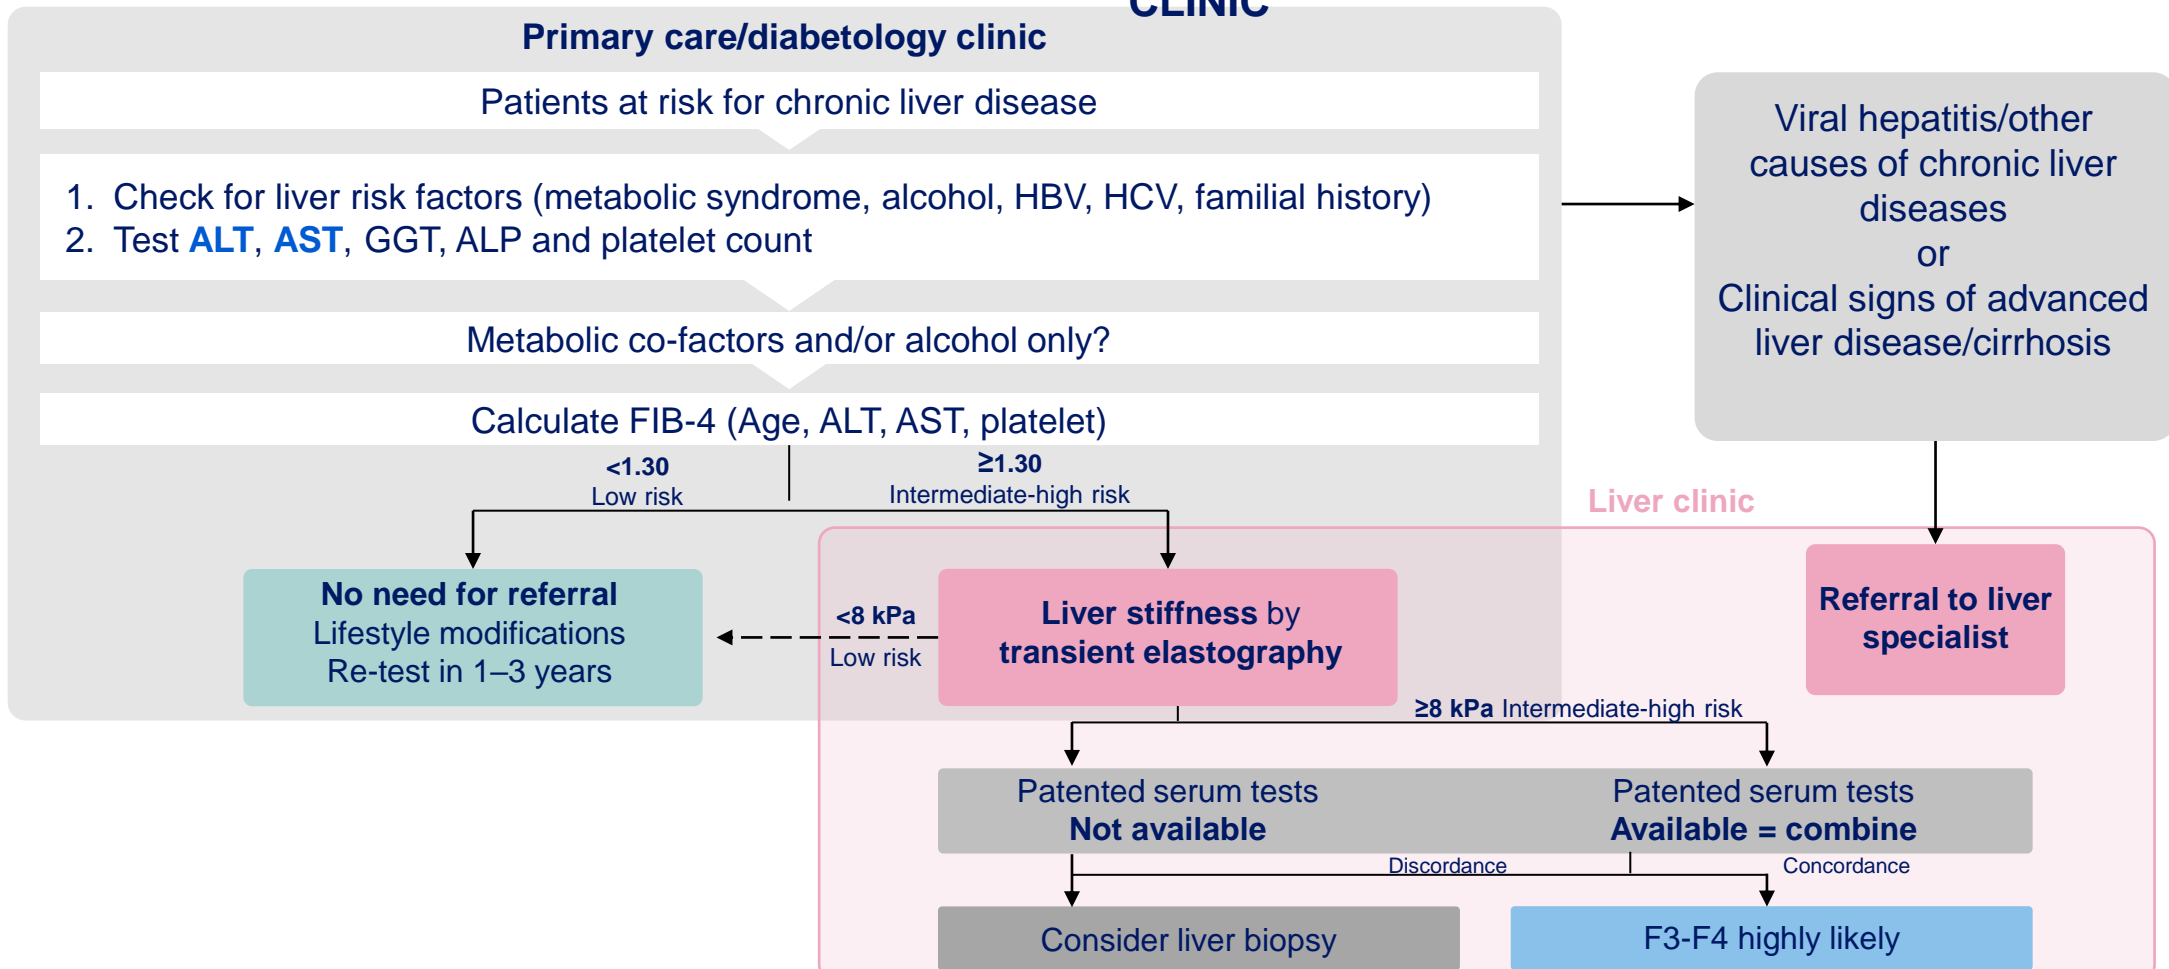 CLINIC
Primary care/diabetology clinic
Patients at risk for chronic liver disease
1. Check for liver risk factors (metabolic syndrome, alcohol, HBV, HCV, familial history)
2. Test ALT, AST, GGT, ALP and platelet count
Metabolic co-factors and/or alcohol only?
Calculate FIB-4 (Age, ALT, AST, platelet)
<1.30
Low risk
≥1.30
Intermediate-high risk
Viral hepatitis/other
causes of chronic liver
diseases
or
Clinical signs of advanced
liver disease/cirrhosis
Liver clinic
No need for referral
Lifestyle modifications
Re-test in 1–3 years
<8 kPa
Low risk
Liver stiffness by
transient elastography
Referral to liver
specialist
≥8 kPa Intermediate-high risk
Patented serum tests
Not available
Patented serum tests
Available = combine
Discordance
Concordance
Consider liver biopsy
F3-F4 highly likely